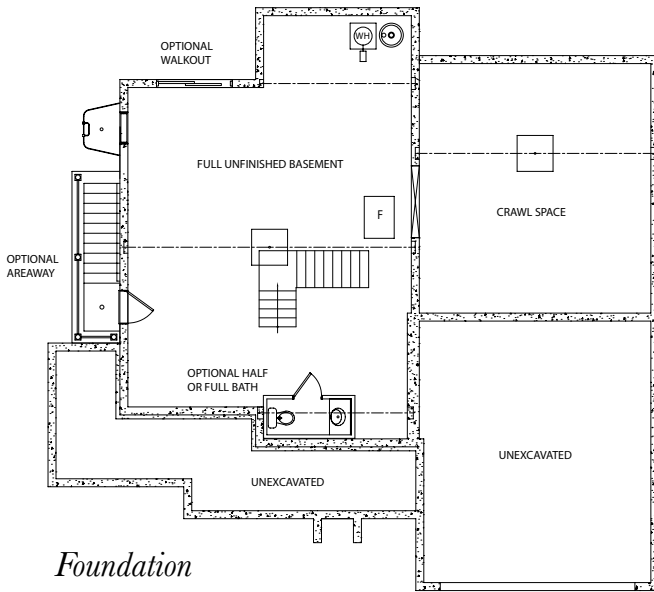 WH
OPTIONAL
WALKOUT
FULL UNFINISHED BASEMENT
F
CRAWL SPACE
OPTIONAL
AREAWAY
OPTIONAL HALF
OR FULL BATH
UNEXCAVATED
UNEXCAVATED
Foundation